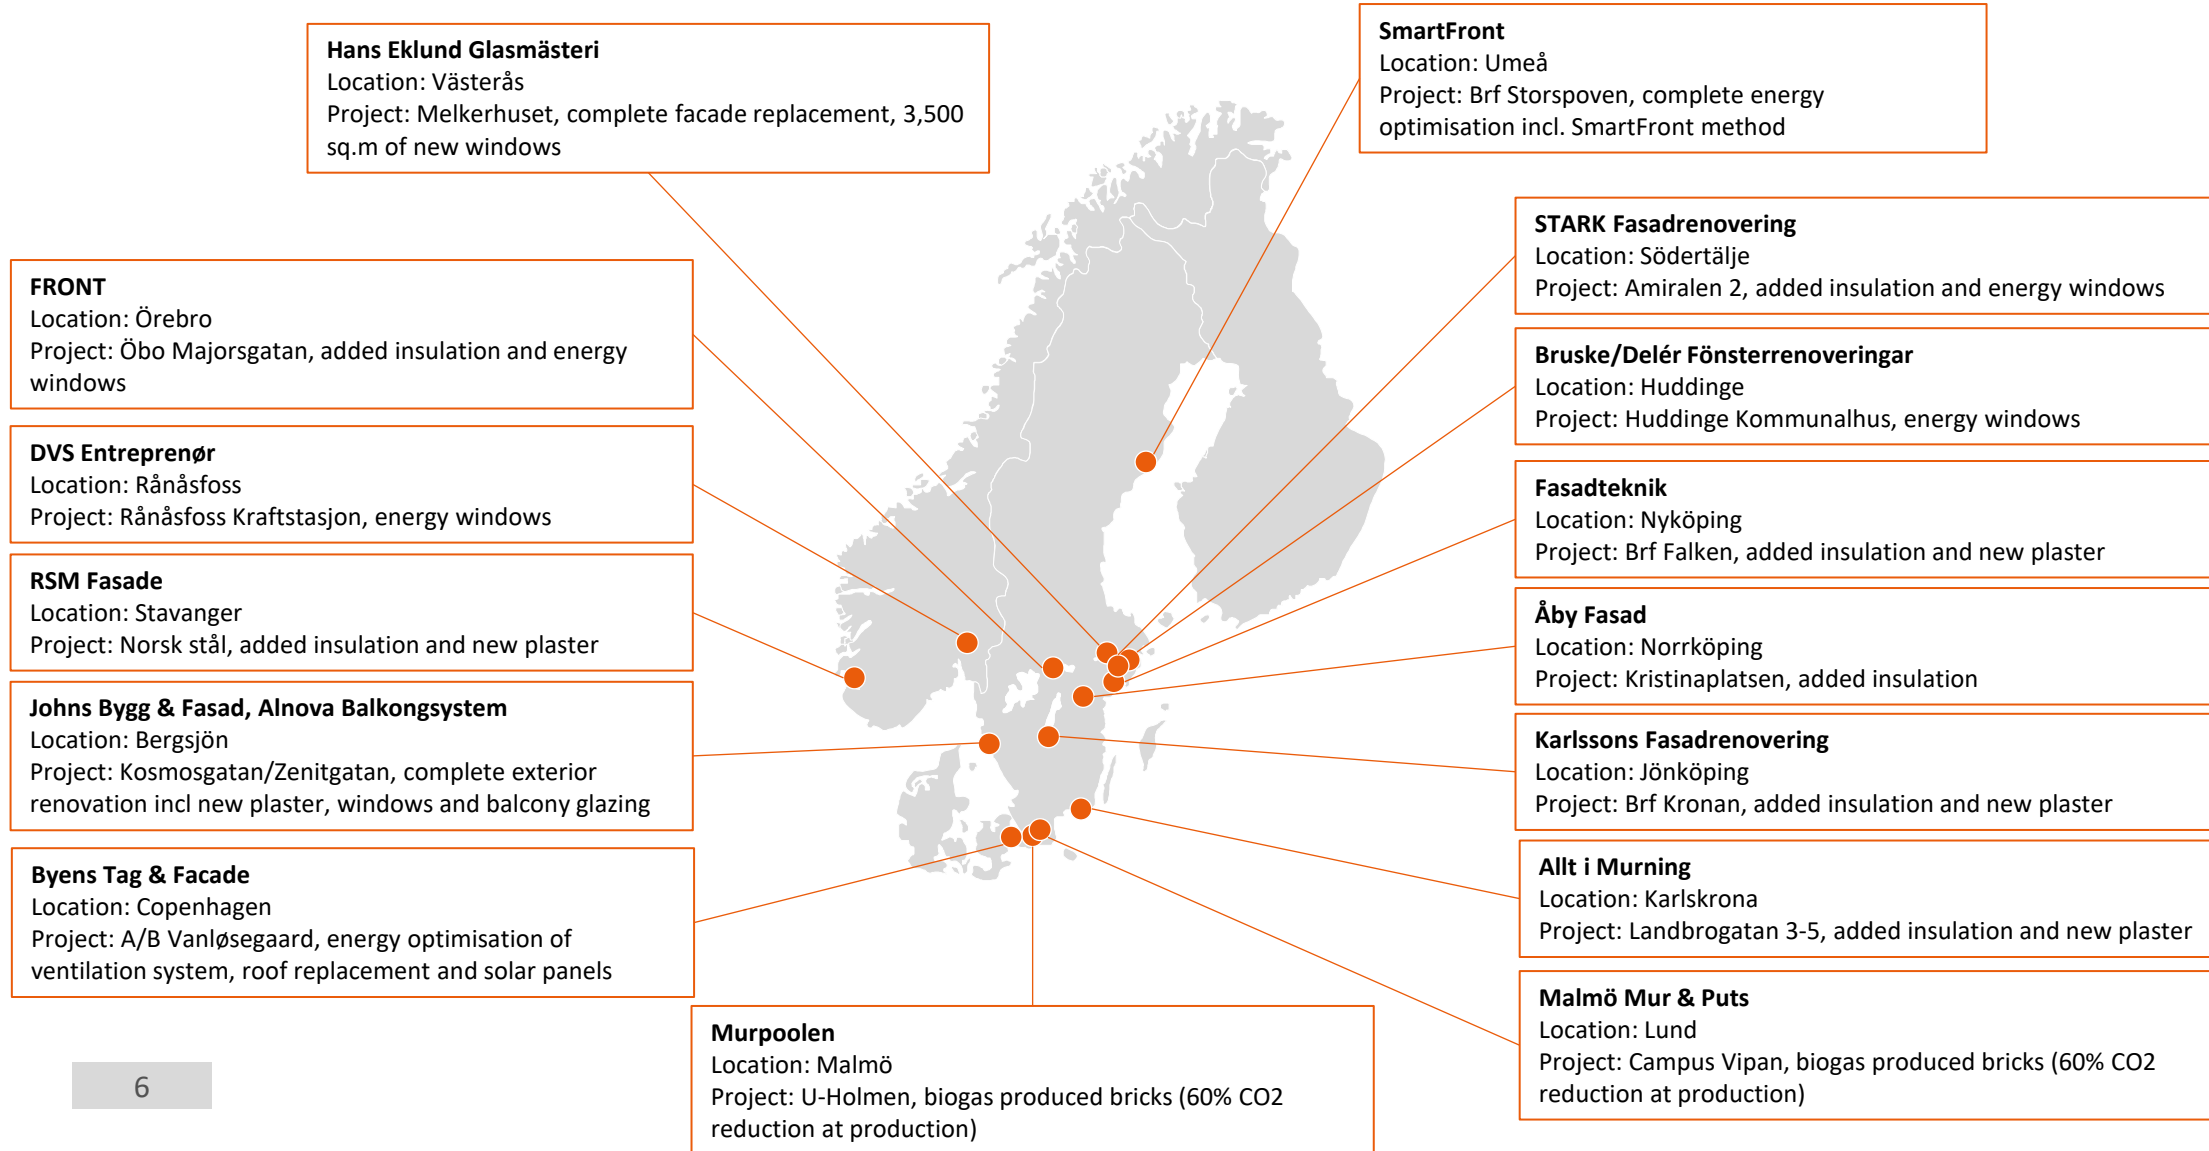 Hans Eklund Glasmästeri
Location: Västerås
Project: Melkerhuset, complete facade replacement, 3,500
sq.m of new windows
SmartFront
Location: Umeå
Project: Brf Storspoven, complete energy
optimisation incl. SmartFront method
FRONT
Location: Örebro
Project: Öbo Majorsgatan, added insulation and energy
windows
DVS Entreprenør
Location: Rånåsfoss
Project: Rånåsfoss Kraftstasjon, energy windows
RSM Fasade
Location: Stavanger
Project: Norsk stål, added insulation and new plaster
Johns Bygg & Fasad, Alnova Balkongsystem
Location: Bergsjön
Project: Kosmosgatan/Zenitgatan, complete exterior
renovation incl new plaster, windows and balcony glazing
Byens Tag & Facade
Location: Copenhagen
Project: A/B Vanløsegaard, energy optimisation of
ventilation system, roof replacement and solar panels
STARK Fasadrenovering
Location: Södertälje
Project: Amiralen 2, added insulation and energy windows
Bruske/Delér Fönsterrenoveringar
Location: Huddinge
Project: Huddinge Kommunalhus, energy windows
Fasadteknik
Location: Nyköping
Project: Brf Falken, added insulation and new plaster
Åby Fasad
Location: Norrköping
Project: Kristinaplatsen, added insulation
Karlssons Fasadrenovering
Location: Jönköping
Project: Brf Kronan, added insulation and new plaster
Allt i Murning
Location: Karlskrona
Project: Landbrogatan 3-5, added insulation and new plaster
Malmö Mur & Puts
Location: Lund
Project: Campus Vipan, biogas produced bricks (60% CO2
reduction at production)
Murpoolen
Location: Malmö
Project: U-Holmen, biogas produced bricks (60% CO2
reduction at production)
6